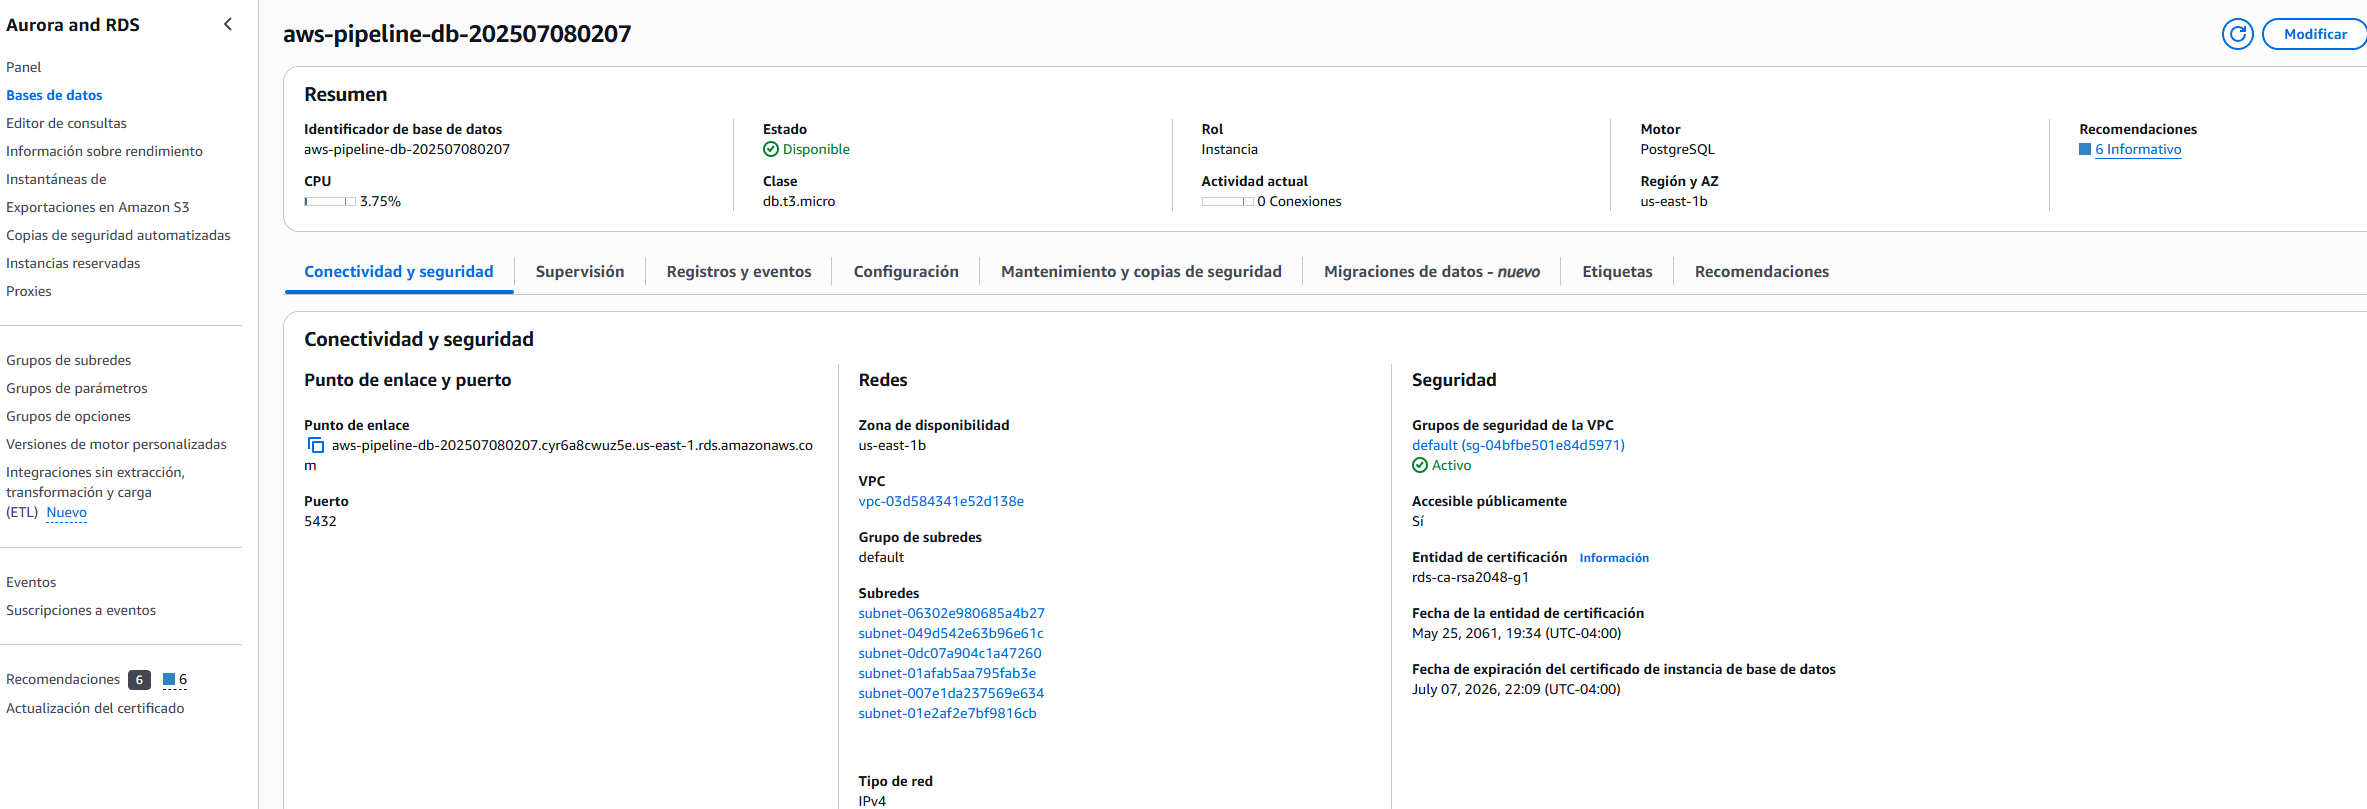 Aurora and RDS
Panel
Bases de datos
Editor de consultas
Información sobre rendimiento
Instantáneas de
Exportaciones en Amazon S3
Copias de seguridad automatizadas
Instancias reservadas
Proxies
Grupos de subredes
Grupos de parámetros
Grupos de opciones
Versiones de motor personalizadas
Integraciones sin extracción,
transformación y carga
(ETL) Nuevo
Eventos
Suscripciones a eventos
Recomendaciones 6 6
Actualización del certificado
aws-pipeline-db-202507080207
Modificar
Resumen
Identificador de base de datos
aws-pipeline-db-202507080207
CPU
3.75%
Estado
Disponible
Clase
db.t3.micro
Rol
Instancia
Actividad actual
0 Conexiones
Motor
PostgreSQL
Región y AZ
us-east-1b
Recomendaciones
6 Informativo
Conectividad y seguridad
Supervisión
Registros y eventos
Configuración
Mantenimiento y copias de seguridad
Migraciones de datos - nuevo
Etiquetas
Recomendaciones
Conectividad y seguridad
Punto de enlace y puerto
Punto de enlace
aws-pipeline-db-202507080207.cyr6a8cwuz5e.us-east-1.rds.amazonaws.co
m
Puerto
5432
Redes
Zona de disponibilidad
us-east-1b
VPC
vpc-03d584341e52d138e
Grupo de subredes
default
Subredes
subnet-06302e980685a4b27
subnet-049d542e63b96e61c
subnet-0dc07a904c1a47260
subnet-01afab5aa795fab3e
subnet-007e1da237569e634
subnet-01e2af2e7bf9816cb
Tipo de red
IPv4
Seguridad
Grupos de seguridad de la VPC
default (sg-04bfbe501e84d5971)
Activo
Accesible públicamente
Sí
Entidad de certificación Información
rds-ca-rsa2048-g1
Fecha de la entidad de certificación
May 25, 2061, 19:34 (UTC-04:00)
Fecha de expiración del certificado de instancia de base de datos
July 07, 2026, 22:09 (UTC-04:00)